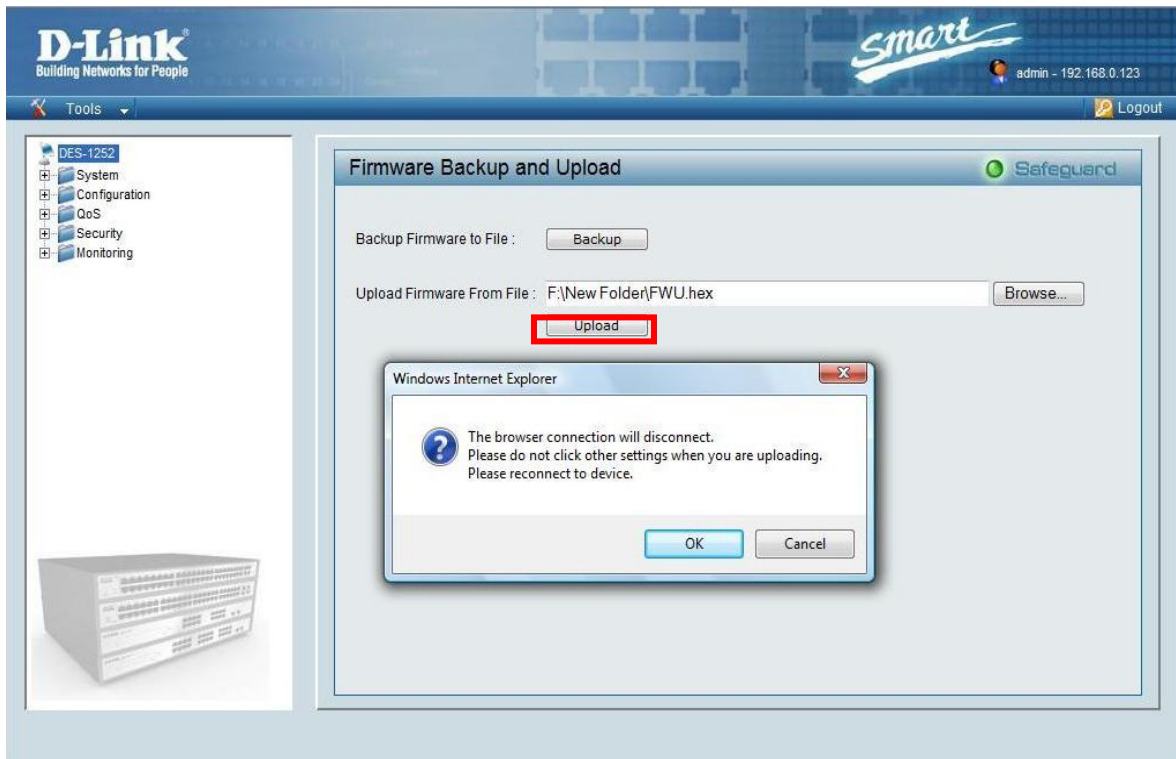 D-Link®
Building Networks for People
smart
admin - 192.168.0.123
Tools
Logout
DES-1252
System
Configuration
QoS
Security
Monitoring
Firmware Backup and Upload
Safeguard
Backup Firmware to File :
Backup
Upload Firmware From File :
F:\New Folder\FWU.hex
Browse...
Upload
Windows Internet Explorer
The browser connection will disconnect.
Please do not click other settings when you are uploading.
Please reconnect to device.
OK
Cancel